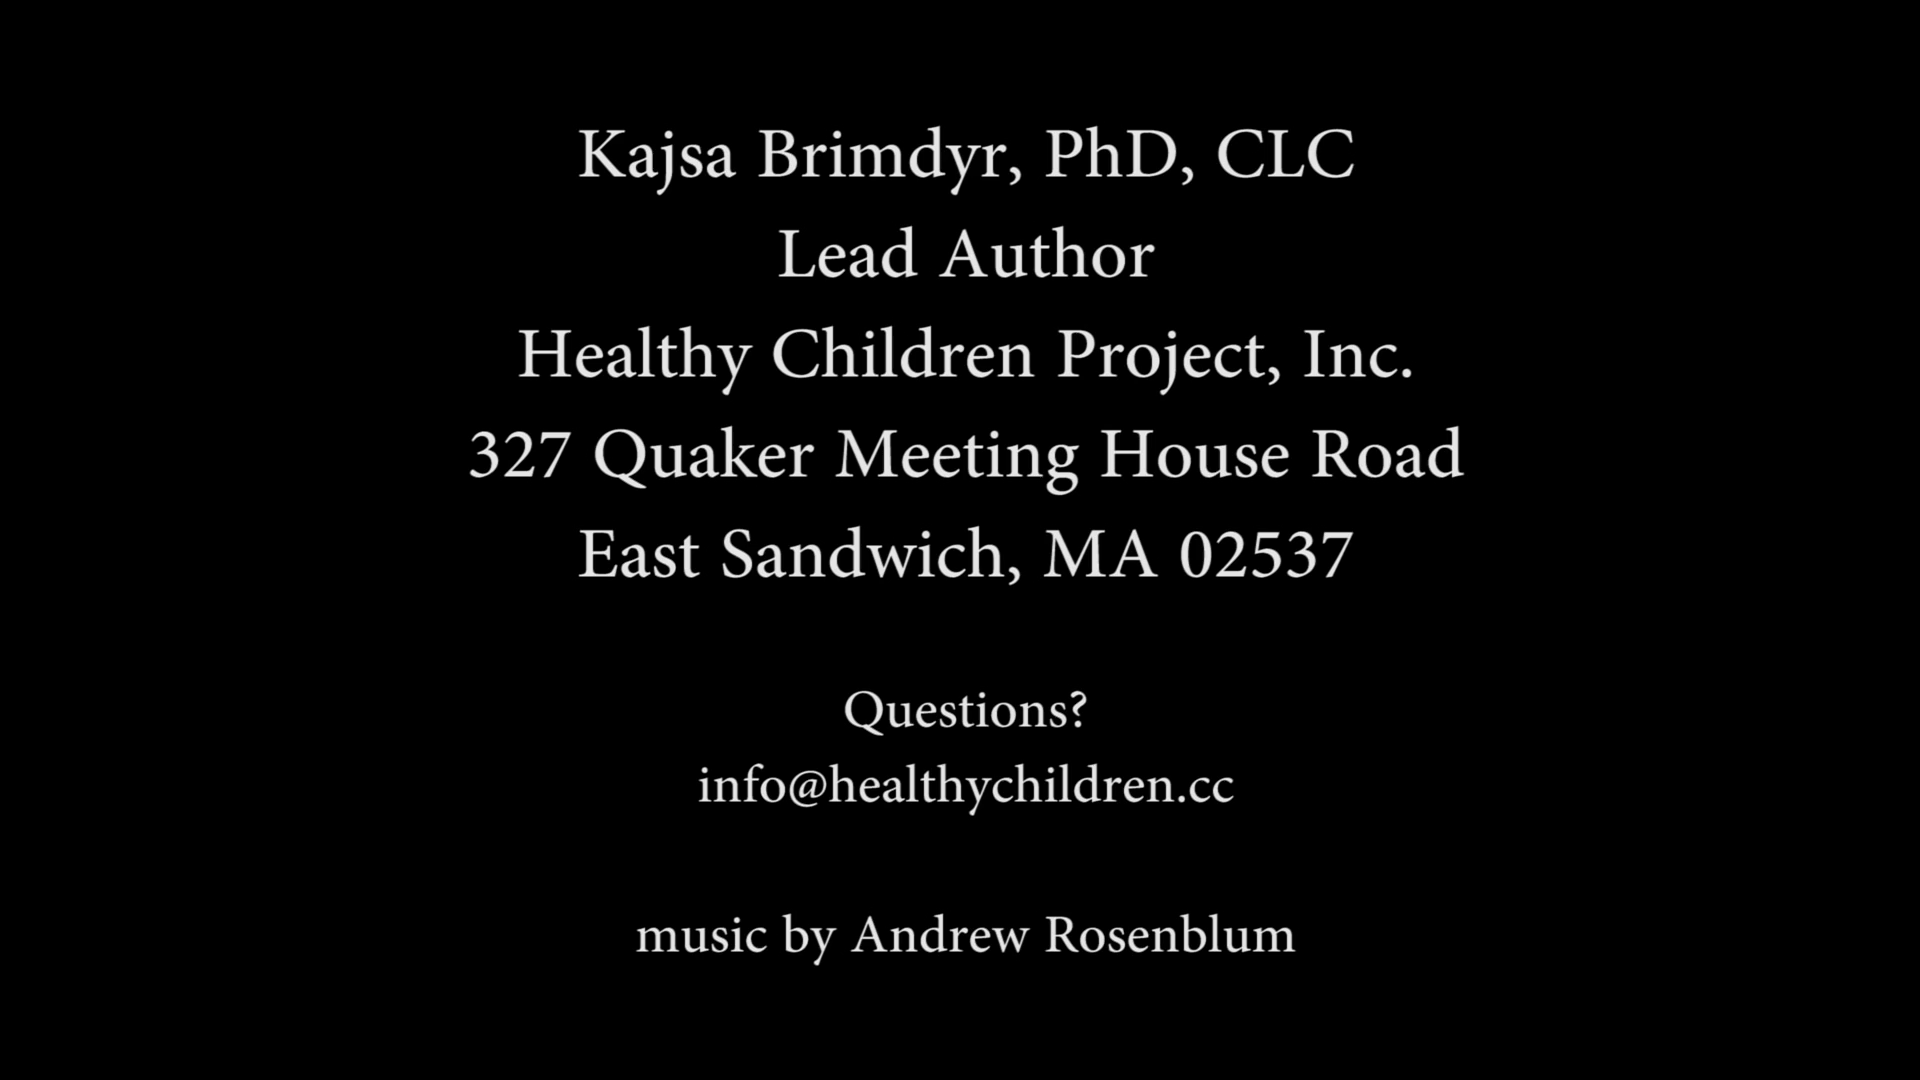 Kajsa Brimdyr, PhD, CLC
Lead Author
Healthy Children Project, Inc.
327 Quaker Meeting House Road
East Sandwich, MA 02537
Questions?
info@healthychildren.cc
music by Andrew Rosenblum